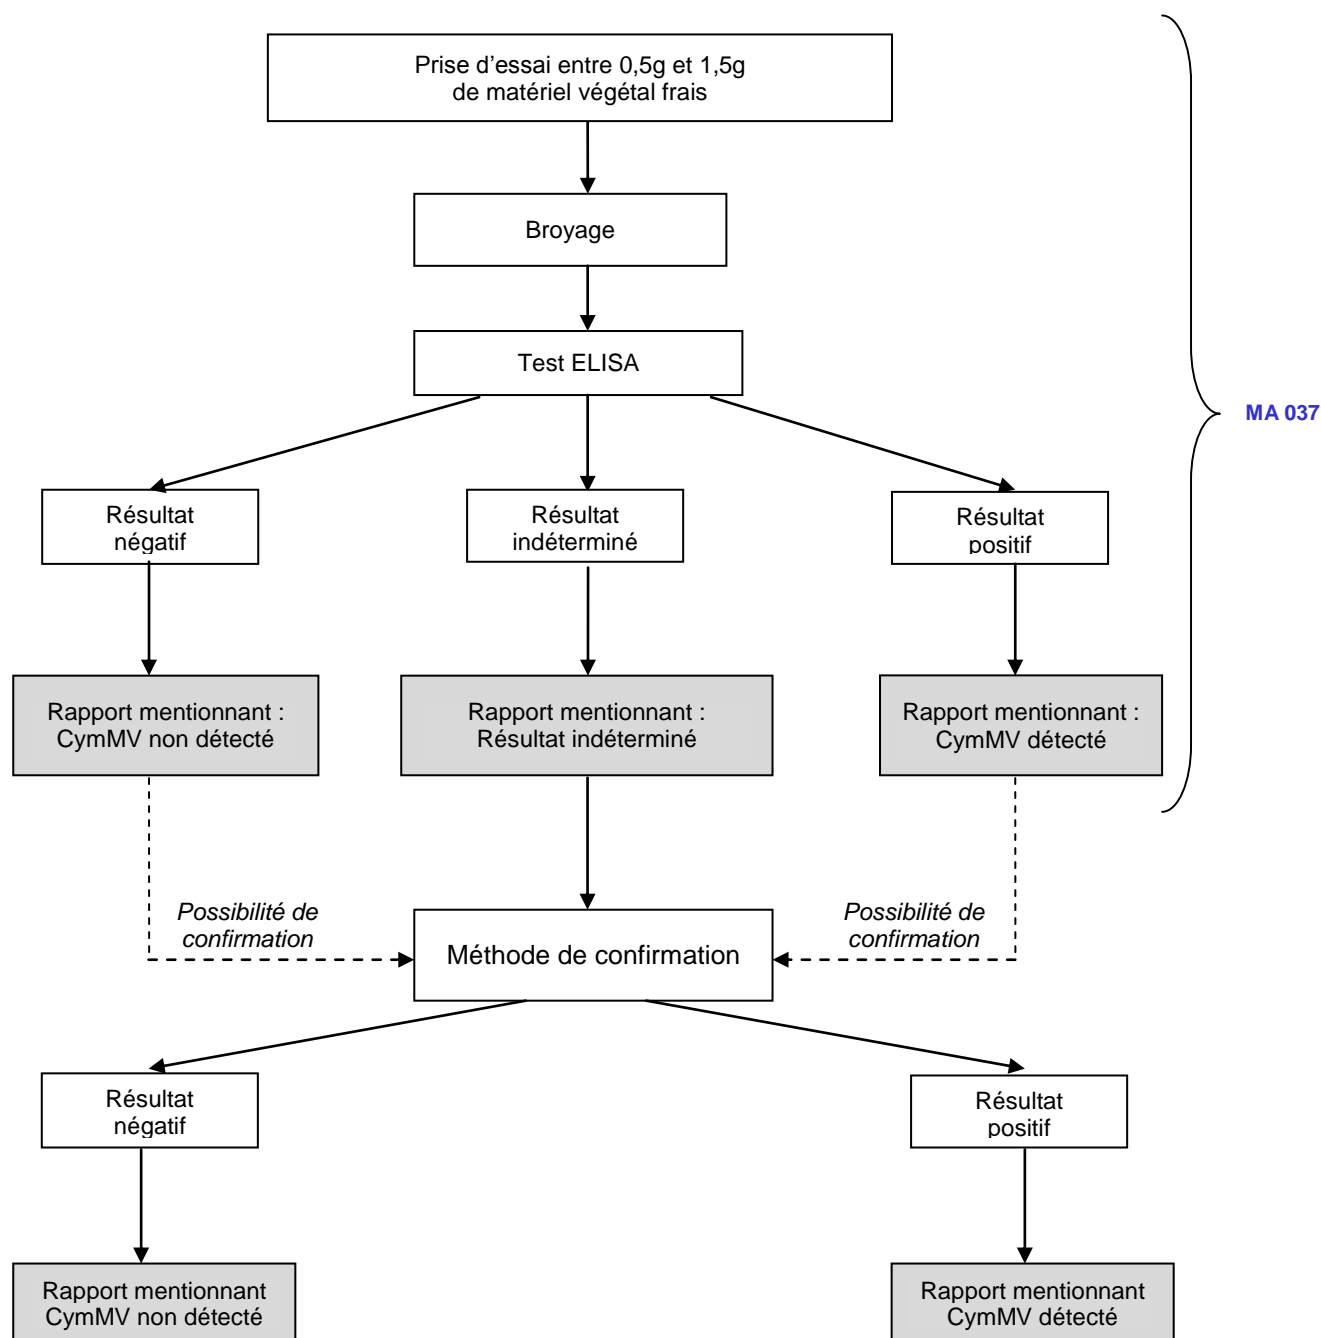 Prise d'essai entre 0,5g et 1,5g
de matériel végétal frais
Broyage
Test ELISA
MA 037
Résultat
négatif
Résultat
indéterminé
Résultat
positif
Rapport mentionnant :
CymMV non détecté
Rapport mentionnant :
Résultat indéterminé
Rapport mentionnant :
CymMV détecté
Possibilité de
confirmation
Méthode de confirmation
Possibilité de
confirmation
Résultat
négatif
Résultat
positif
Rapport mentionnant
CymMV non détecté
Rapport mentionnant
CymMV détecté